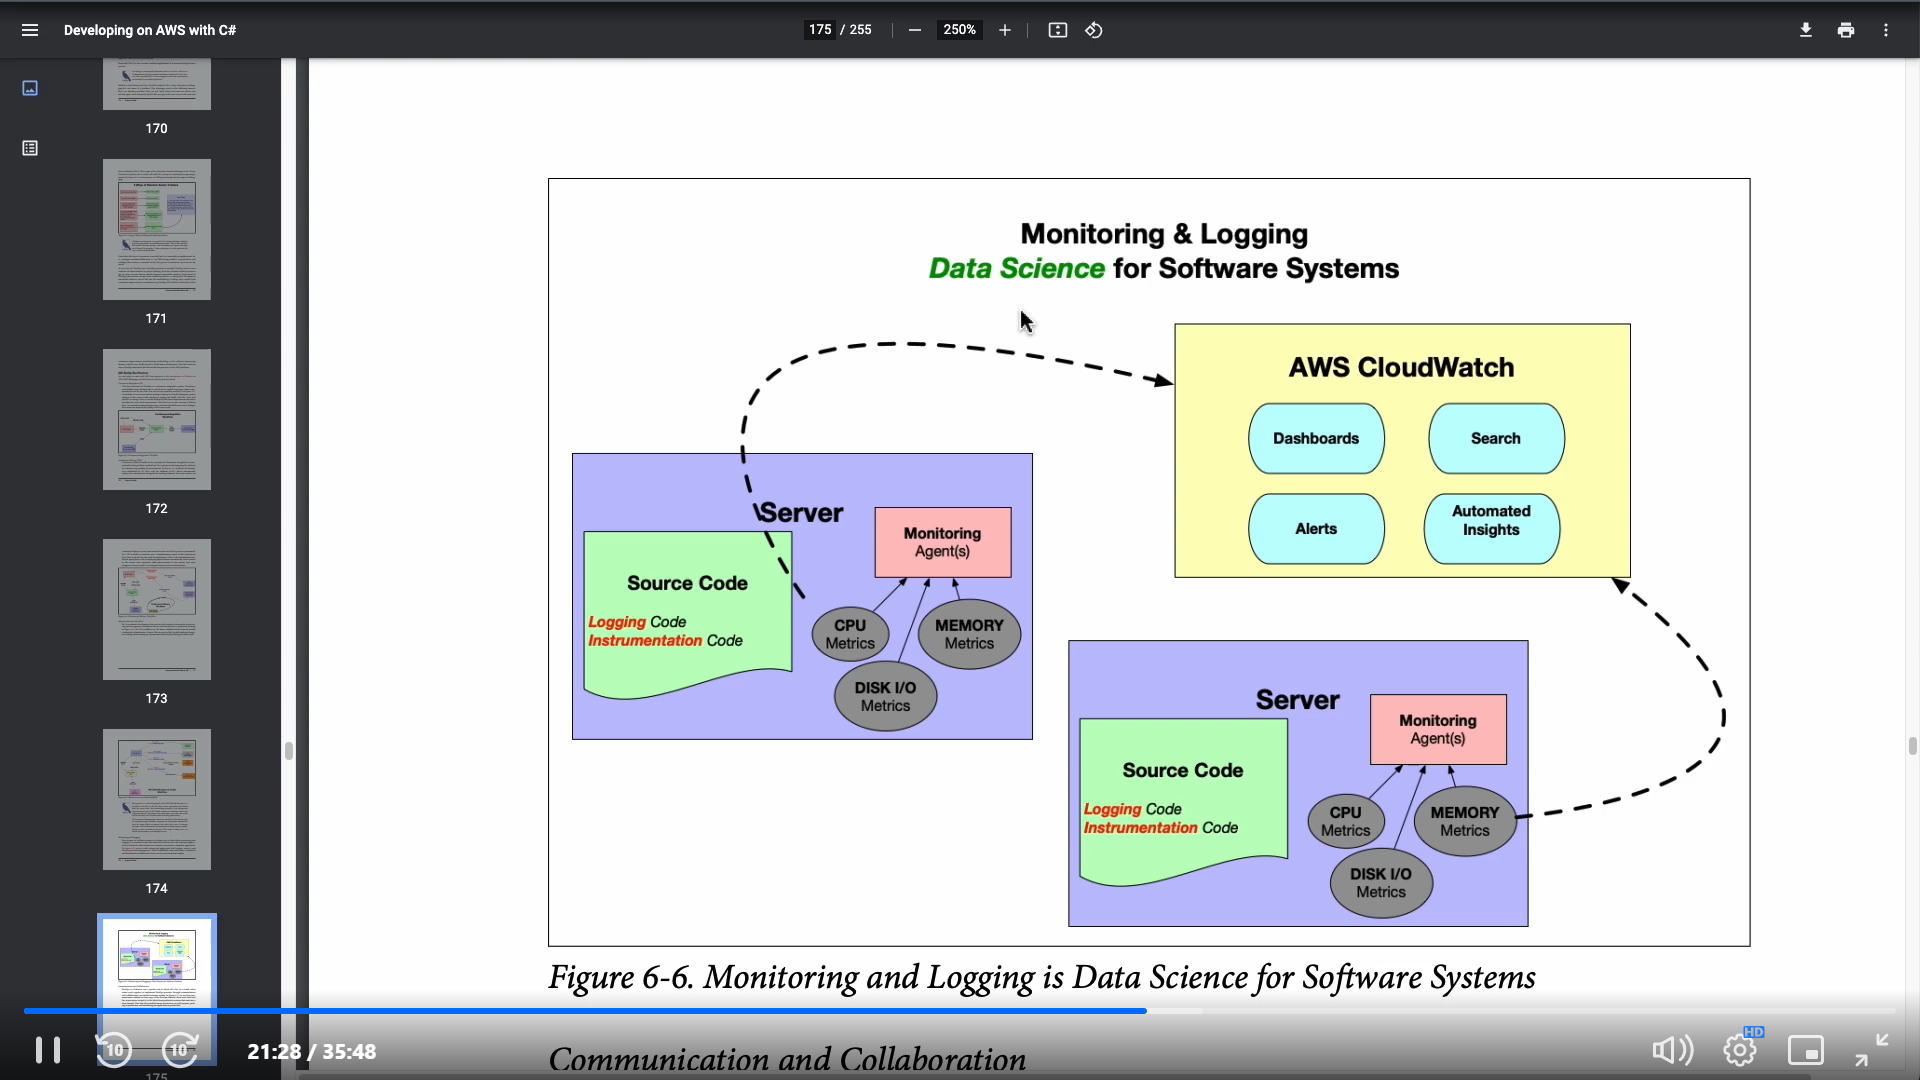 Developing on AWS with C#
175 / 255
250%
170
171
172
173
174
175
Monitoring & Logging
Data Science for Software Systems
AWS CloudWatch
Dashboards
Search
Alerts
Automated
Insights
Server
Monitoring
Agent(s)
Source Code
Logging Code
Instrumentation Code
CPU
Metrics
MEMORY
Metrics
DISK I/O
Metrics
Server
Monitoring
Agent(s)
Source Code
Logging Code
Instrumentation Code
CPU
Metrics
MEMORY
Metrics
DISK I/O
Metrics
Figure 6-6. Monitoring and Logging is Data Science for Software Systems
Communication and Collaboration
10
10
21:28 / 35:48
HD